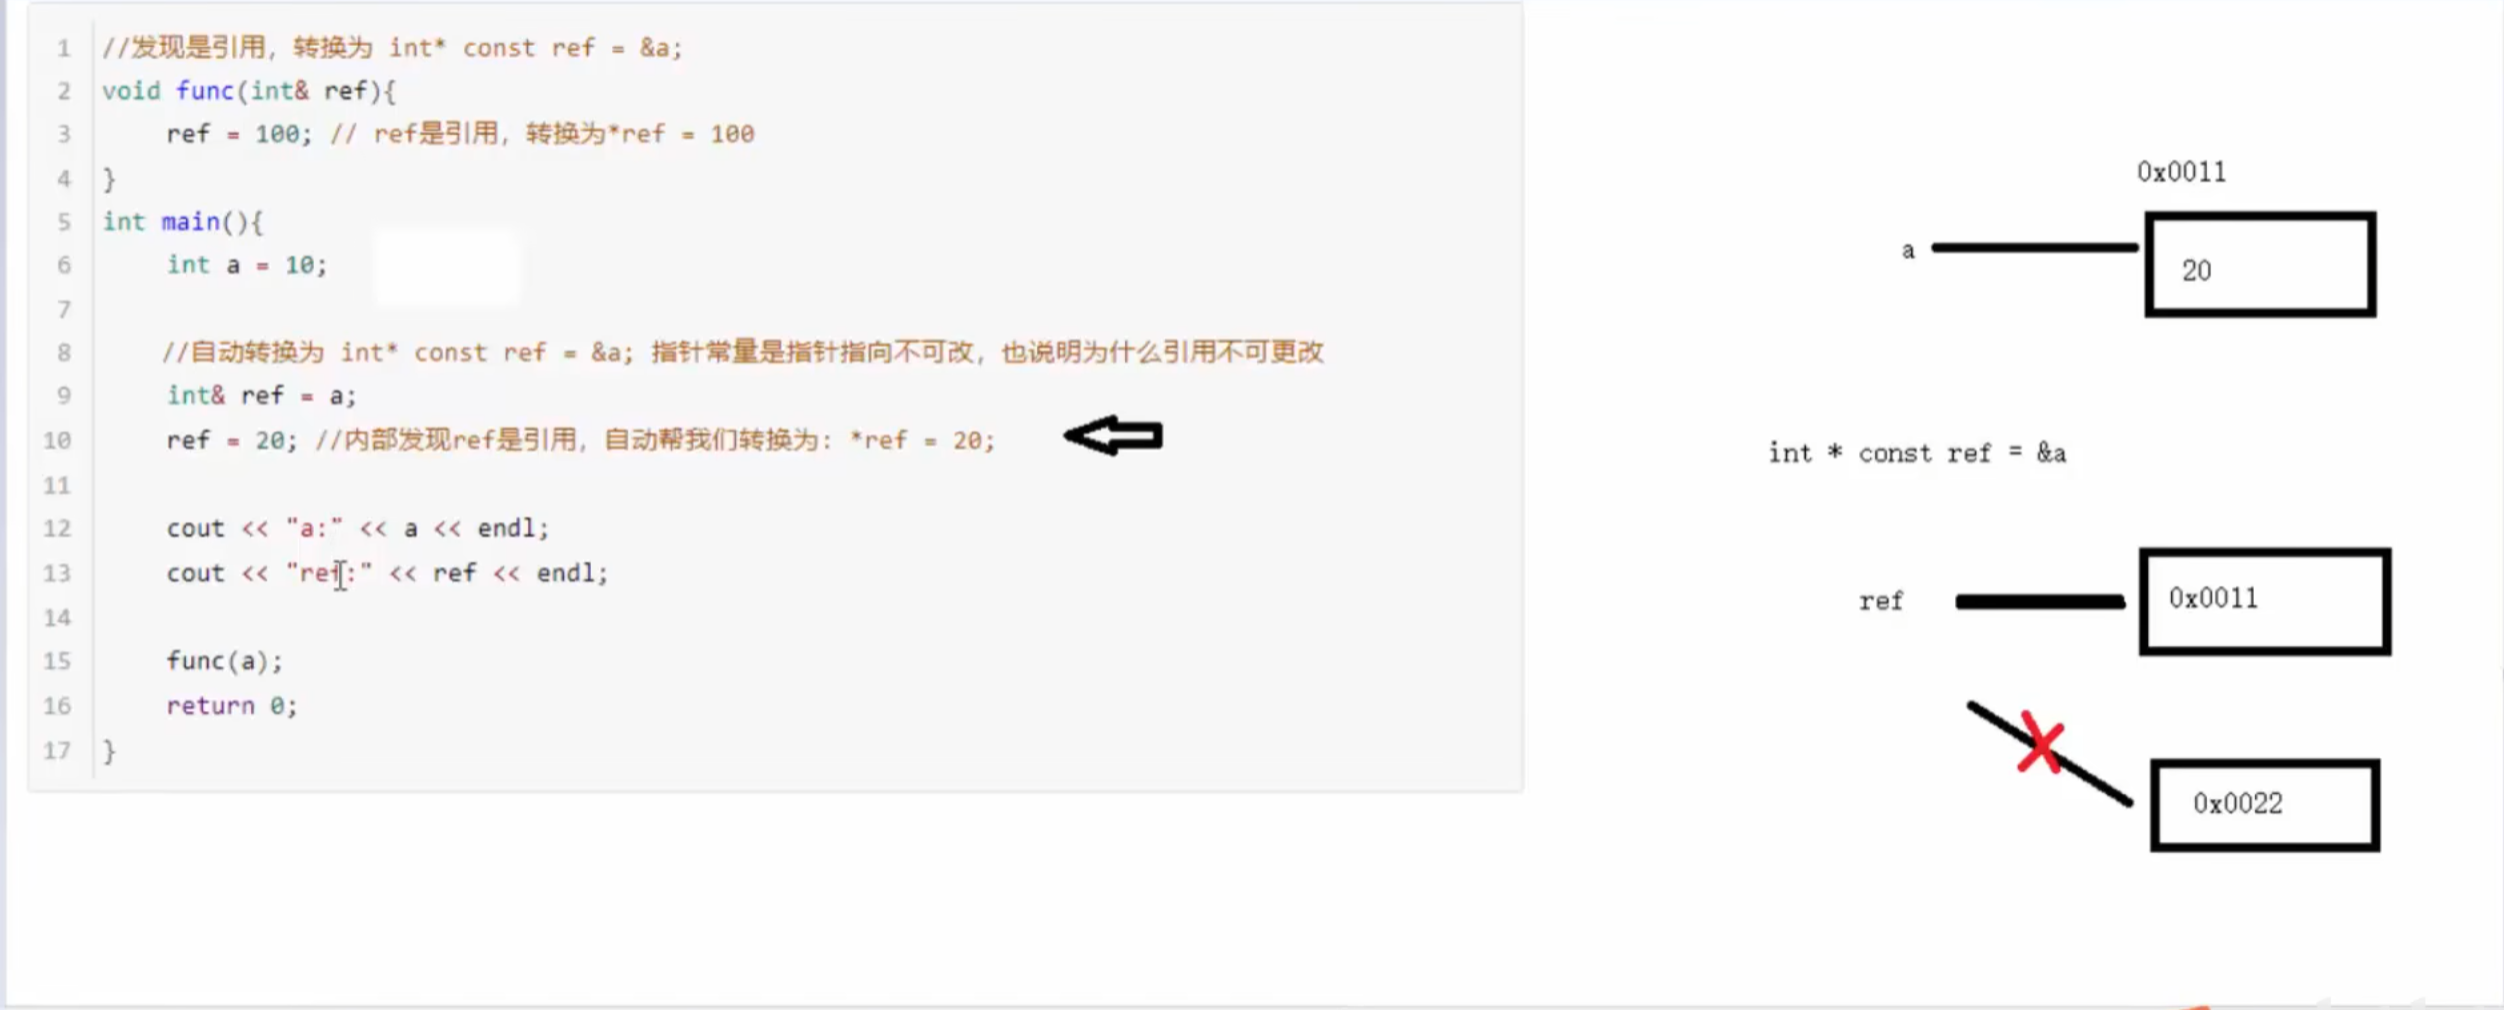 1 //发现是引用，转换为 int* const ref = &a;
2 void func(int& ref){
3 ref = 100; // ref是引用，转换为*ref = 100
4 }
5 int main(){
6 int a = 10;
7
8 //自动转换为 int* const ref = &a; 指针常量是指针指向不可改，也说明为什么引用不可更改
9 int& ref = a;
10 ref = 20; //内部发现ref是引用，自动帮我们转换为: *ref = 20;
11
12 cout << "a:" << a << endl;
13 cout << "ref:" << ref << endl;
14
15 func(a);
16 return 0;
17 }
0x0011
a
20
int * const ref = &a
ref
0x0011
0x0022